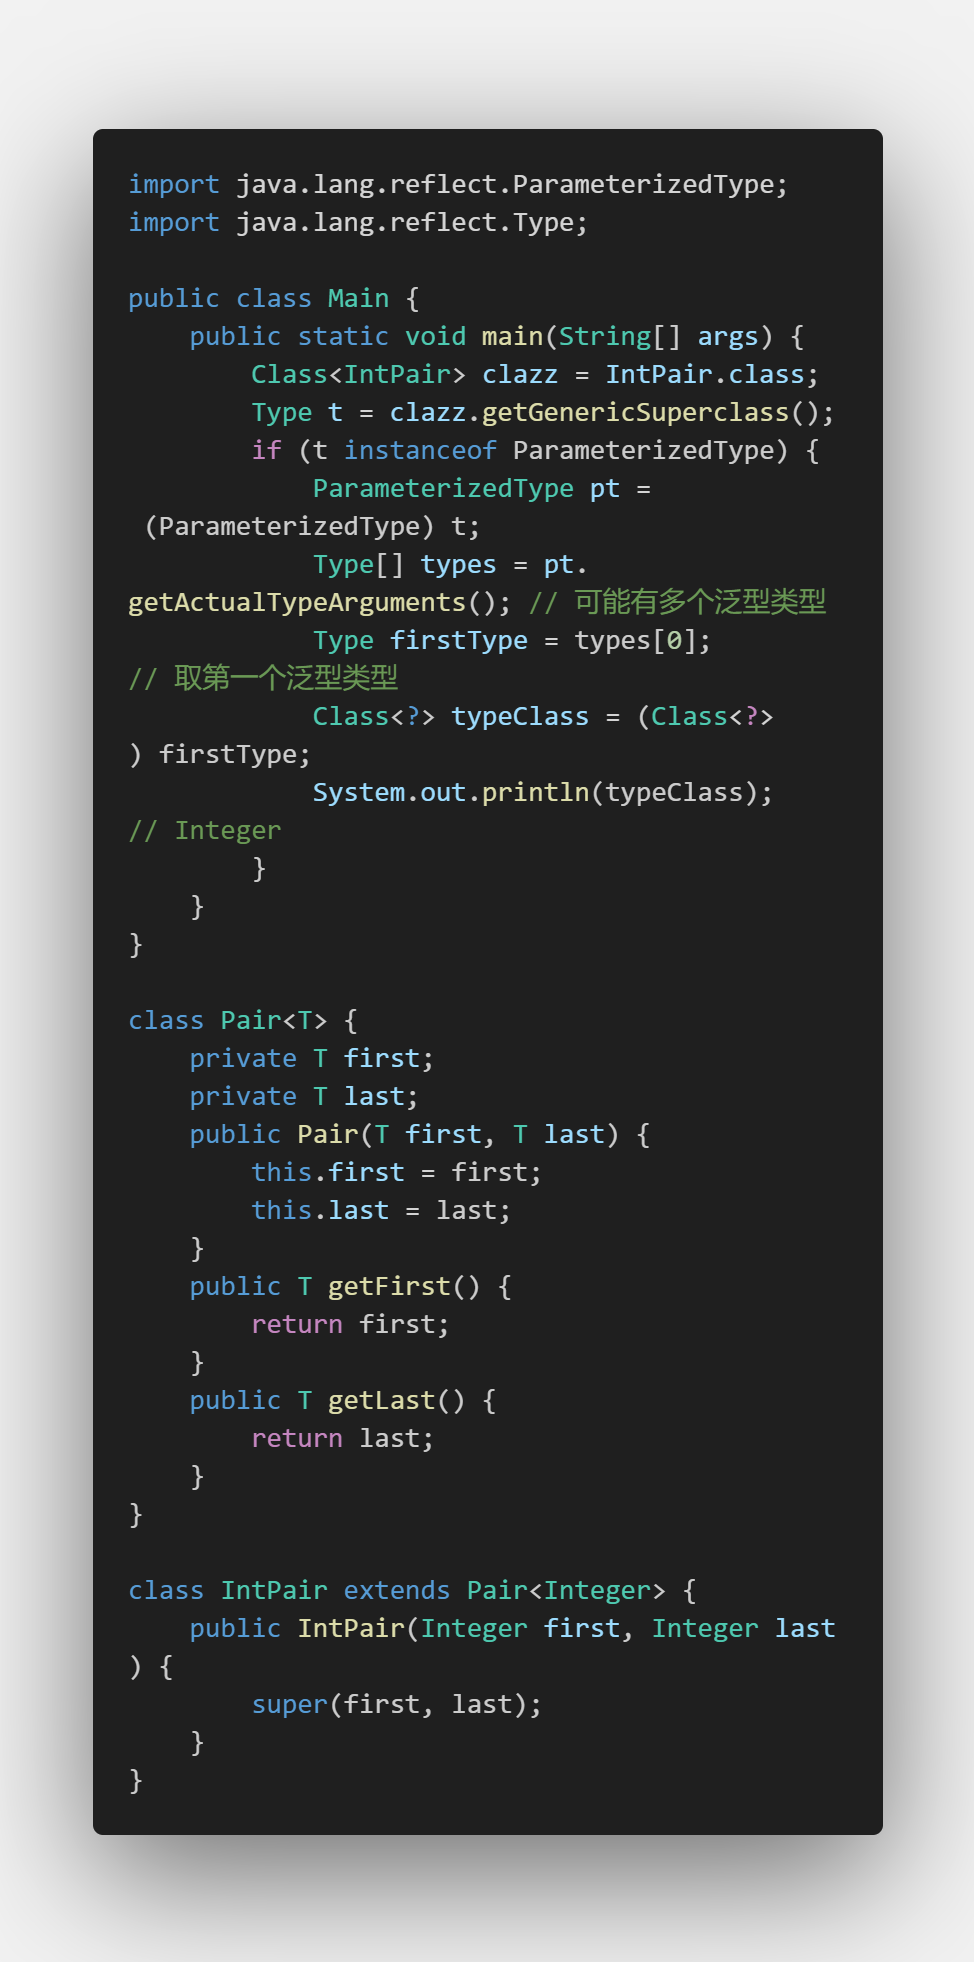 import java.lang.reflect.ParameterizedType;
import java.lang.reflect.Type;

public class Main {
    public static void main(String[] args) {
        Class<IntPair> clazz = IntPair.class;
        Type t = clazz.getGenericSuperclass();
        if (t instanceof ParameterizedType) {
            ParameterizedType pt =
 (ParameterizedType) t;
            Type[] types = pt.
getActualTypeArguments(); // 可能有多个泛型类型
            Type firstType = types[0];
// 取第一个泛型类型
            Class<?> typeClass = (Class<?>
) firstType;
            System.out.println(typeClass);
// Integer
        }
    }
}

class Pair<T> {
    private T first;
    private T last;
    public Pair(T first, T last) {
        this.first = first;
        this.last = last;
    }
    public T getFirst() {
        return first;
    }
    public T getLast() {
        return last;
    }
}

class IntPair extends Pair<Integer> {
    public IntPair(Integer first, Integer last
) {
        super(first, last);
    }
}